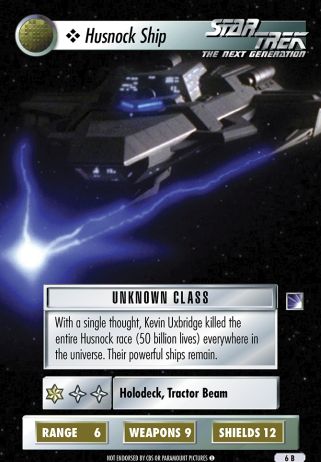 ❖ Husnock Ship
STAR TREK
THE NEXT GENERATION
UNKNOWN CLASS
With a single thought, Kevin Uxbridge killed the
entire Husnock race (50 billion lives) everywhere in
the universe. Their powerful ships remain.
Holodeck, Tractor Beam
RANGE 6 WEAPONS 9 SHIELDS 12
NOT ENDORSED BY CBS OR PARAMOUNT PICTURES
6 B